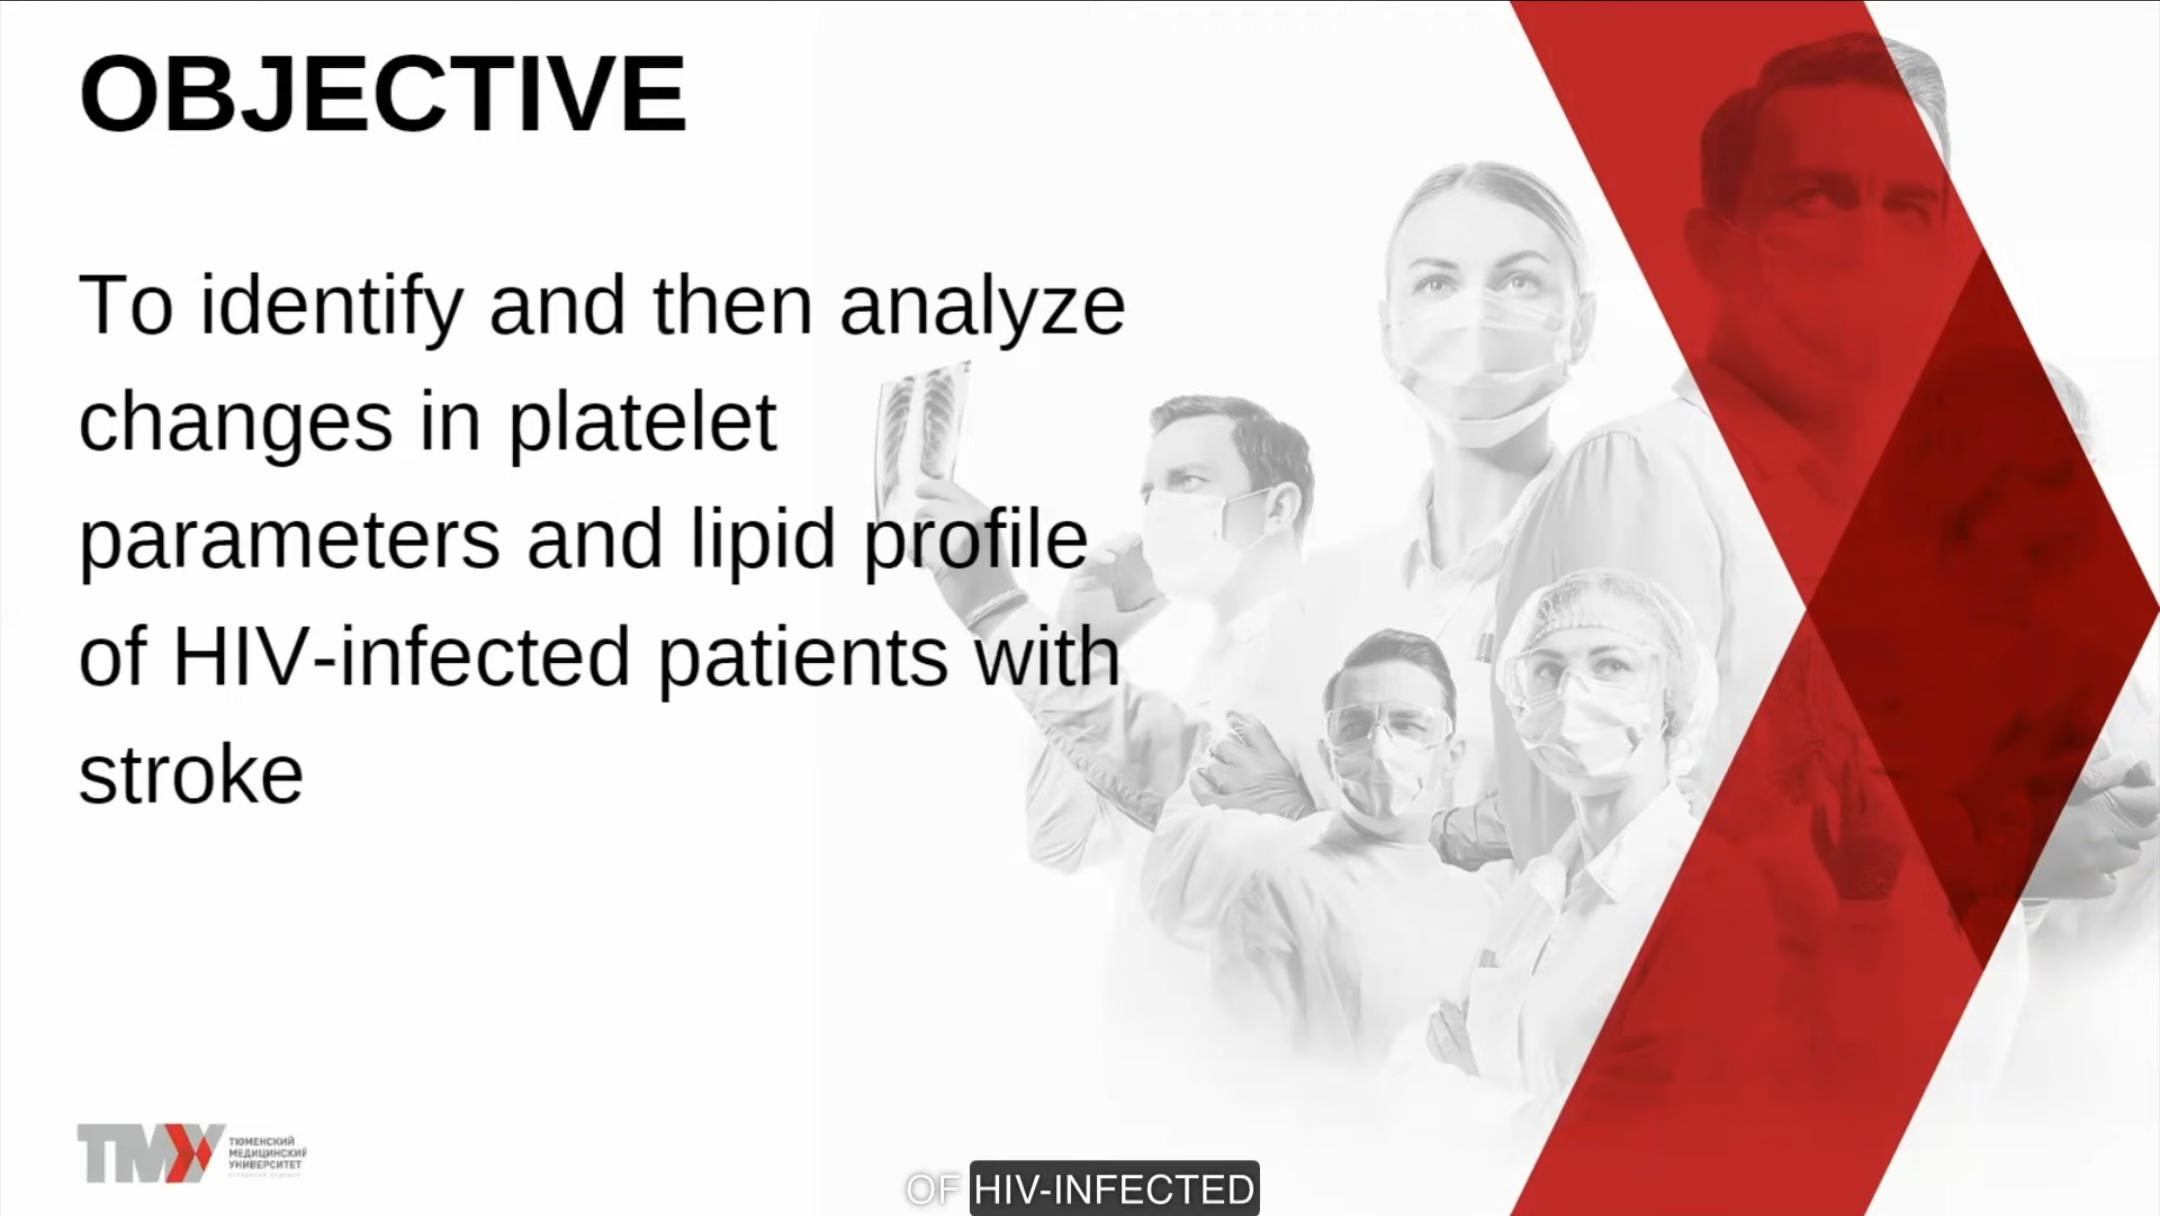 OBJECTIVE
To identify and then analyze
changes in platelet
parameters and lipid profile
of HIV-infected patients with
stroke
ТМУ
ТЮМЕНСКИЙ
МЕДИЦИНСКИЙ
УНИВЕРСИТЕТ
OF HIV-INFECTED